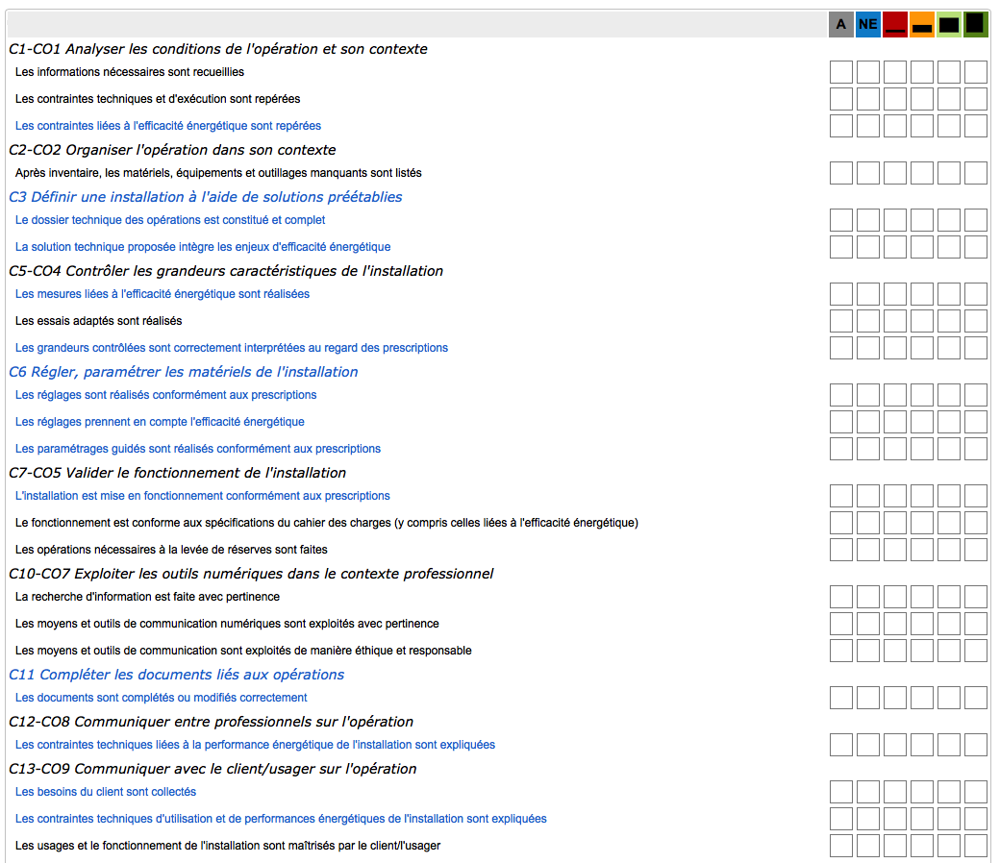 A NE
C1-CO1 Analyser les conditions de l'opération et son contexte
Les informations nécessaires sont recueillies
Les contraintes techniques et d'exécution sont repérées
Les contraintes liées à l'efficacité énergétique sont repérées
C2-CO2 Organiser l'opération dans son contexte
Après inventaire, les matériels, équipements et outillages manquants sont listés
C3 Définir une installation à l'aide de solutions préétablies
Le dossier technique des opérations est constitué et complet
La solution technique proposée intègre les enjeux d'efficacité énergétique
C5-CO4 Contrôler les grandeurs caractéristiques de l'installation
Les mesures liées à l'efficacité énergétique sont réalisées
Les essais adaptés sont réalisés
Les grandeurs contrôlées sont correctement interprétées au regard des prescriptions
C6 Régler, paramétrer les matériels de l'installation
Les réglages sont réalisés conformément aux prescriptions
Les réglages prennent en compte l'efficacité énergétique
Les paramétrages guidés sont réalisés conformément aux prescriptions
C7-CO5 Valider le fonctionnement de l'installation
L'installation est mise en fonctionnement conformément aux prescriptions
Le fonctionnement est conforme aux spécifications du cahier des charges (y compris celles liées à l'efficacité énergétique)
Les opérations nécessaires à la levée de réserves sont faites
C10-CO7 Exploiter les outils numériques dans le contexte professionnel
La recherche d'information est faite avec pertinence
Les moyens et outils de communication numériques sont exploités avec pertinence
Les moyens et outils de communication sont exploités de manière éthique et responsable
C11 Compléter les documents liés aux opérations
Les documents sont complétés ou modifiés correctement
C12-CO8 Communiquer entre professionnels sur l'opération
Les contraintes techniques liées à la performance énergétique de l'installation sont expliquées
C13-CO9 Communiquer avec le client/usager sur l'opération
Les besoins du client sont collectés
Les contraintes techniques d'utilisation et de performances énergétiques de l'installation sont expliquées
Les usages et le fonctionnement de l'installation sont maîtrisés par le client/l'usager